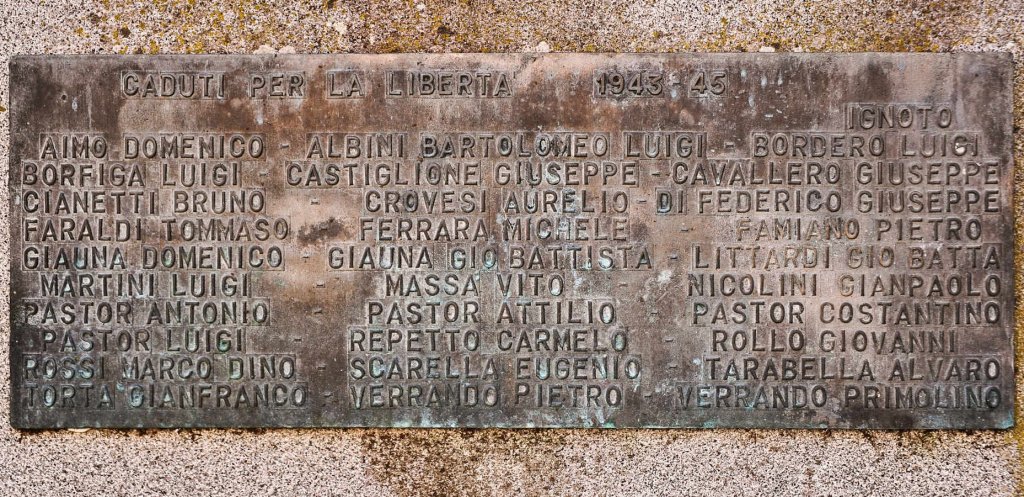 CADUTI PER LA LIBERTÀ 1943-45
IGNOTO
AIMO DOMENICO - ALBINI BARTOLOMEO LUIGI - BORDERO LUIGI
BORFIGA LUIGI - CASTIGLIONE GIUSEPPE - CAVALLERO GIUSEPPE
CIANETTI BRUNO - CROVESI AURELIO - DI FEDERICO GIUSEPPE
FARALDI TOMMASO - FERRARA MICHELE - FAMIANO PIETRO
GIAUNA DOMENICO - GIAUNA GIO BATTISTA - LITTARDI GIO BATTA
MARTINI LUIGI - MASSA VITO - NICOLINI GIANPAOLO
PASTOR ANTONIO - PASTOR ATTILIO - PASTOR COSTANTINO
PASTOR LUIGI - REPETTO CARMELO - ROLLO GIOVANNI
ROSSI MARCO DINO - SCARELLA EUGENIO - TARABELLA ALVARO
TORTA GIANFRANCO - VERRANDO PIETRO - VERRANDO PRIMOLINO